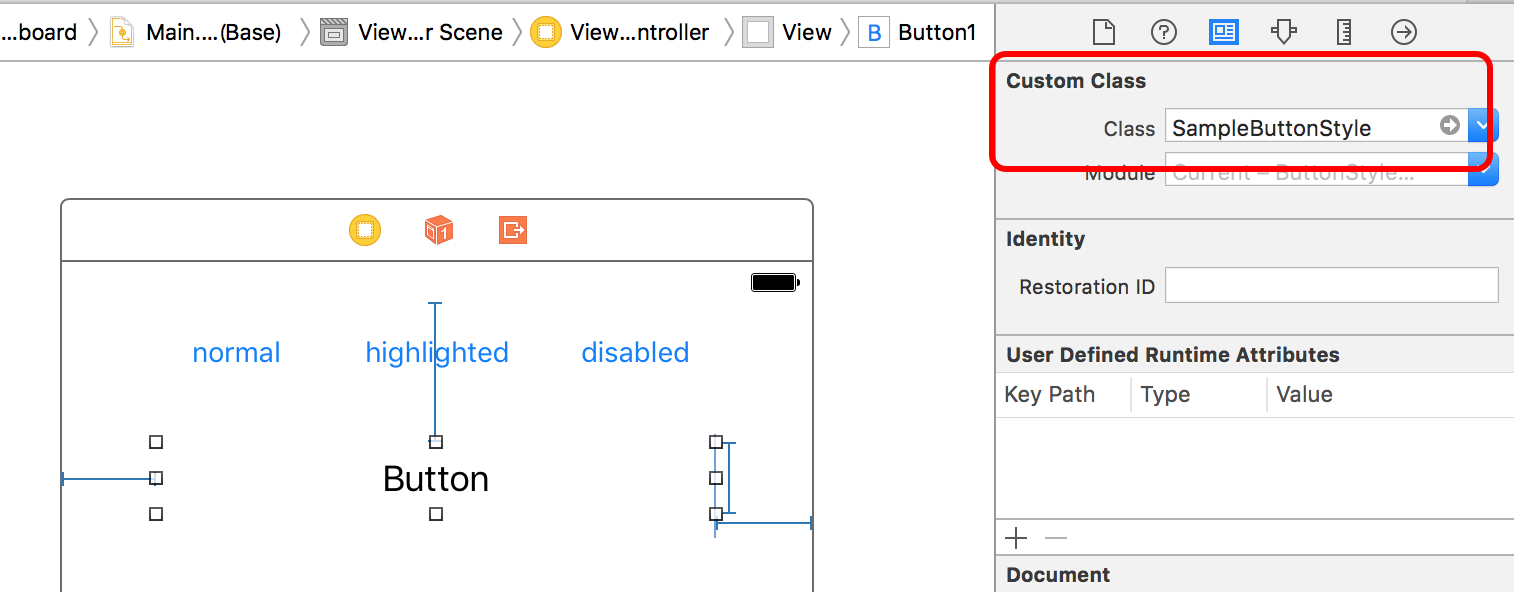 ...board Main....(Base) View...r Scene View...ntroller View B Button1
Custom Class
Class SampleButtonStyle
Module Current – ButtonStyle...
Identity
Restoration ID
User Defined Runtime Attributes
Key Path Type Value
Document
1
normal highlighted disabled
Button